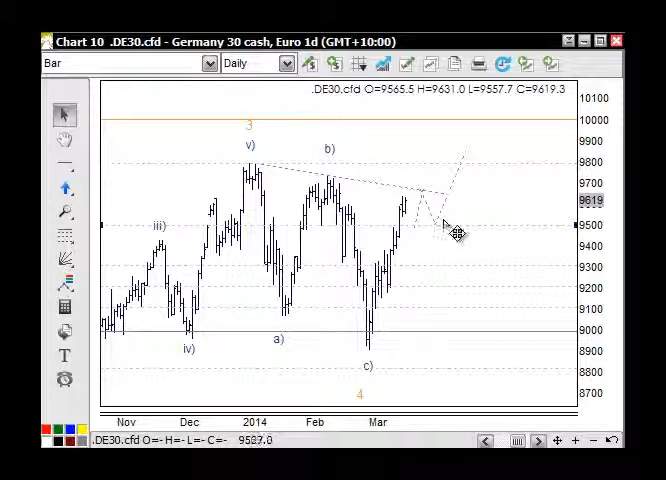 Chart 10 .DE30.cfd - Germany 30 cash, Euro 1d (GMT+10:00)
Bar
Daily
.DE30.cfd O=9565.5 H=9631.0 L=9557.7 C=9619.3
10100
10000
9900
9800
9700
9619
9500
9400
9300
9200
9100
9000
8900
8800
8700
3
v)
b)
iii)
iv)
a)
c)
4
T
Nov
Dec
2014
Feb
Mar
.DE30.cfd O=- H=- L=- C=-